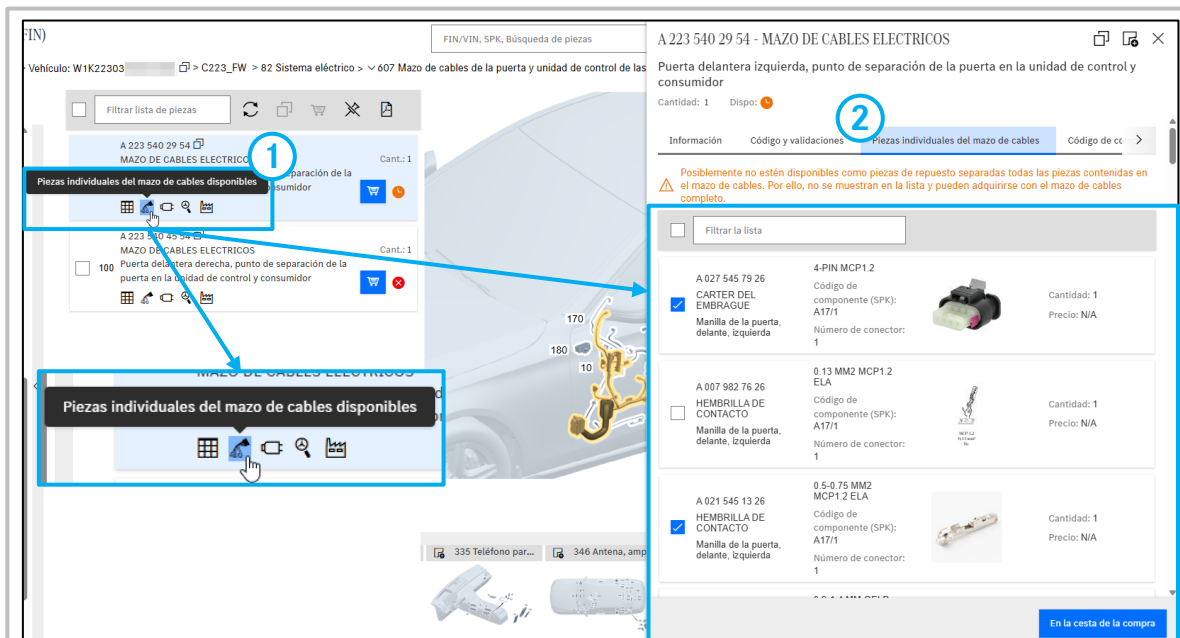 FIN)
FIN/VIN, SPK, Búsqueda de piezas
Vehículo: W1K22303 > C223_FW > 82 Sistema eléctrico > 607 Mazo de cables de la puerta y unidad de control de las
Filtrar lista de piezas
A 223 540 29 54
MAZO DE CABLES ELECTRICO
Cant.: 1
1
separación de la
Piezas individuales del mazo de cables disponibles
consumidor
A 223 540 45 54
MAZO DE CABLES ELECTRICOS
Cant.: 1
100
Puerta delantera derecha, punto de separación de la
puerta en la unidad de control y consumidor
170
180
10
MAZO DE CABLES ELECTRICOS
Piezas individuales del mazo de cables disponibles
335 Teléfono par...
346 Antena, amp
A 223 540 29 54 - MAZO DE CABLES ELECTRICOS
Puerta delantera izquierda, punto de separación de la puerta en la unidad de control y
consumidor
Cantidad: 1 Dispo:
2
Información
Código y validaciones
Piezas individuales del mazo de cables
Código de co
Posiblemente no estén disponibles como piezas de repuesto separadas todas las piezas contenidas en
el mazo de cables. Por ello, no se muestran en la lista y pueden adquirirse con el mazo de cables
completo.
Filtrar la lista
A 027 545 79 26
CARTER DEL
EMBRAGUE
Manilla de la puerta,
delante, izquierda
4-PIN MCP1.2
Código de
componente (SPK):
A17/1
Número de conector:
1
Cantidad: 1
Precio: N/A
A 007 982 76 26
HEMBRILLA DE
CONTACTO
Manilla de la puerta,
delante, izquierda
0.13 MM2 MCP1.2
ELA
Código de
componente (SPK):
A17/1
Número de conector:
1
MCP 1.2
Cantidad: 1
Precio: N/A
A 021 545 13 26
HEMBRILLA DE
CONTACTO
Manilla de la puerta,
delante, izquierda
0.5-0.75 MM2
MCP1.2 ELA
Código de
componente (SPK):
A17/1
Número de conector:
1
Cantidad: 1
Precio: N/A
En la cesta de la compra